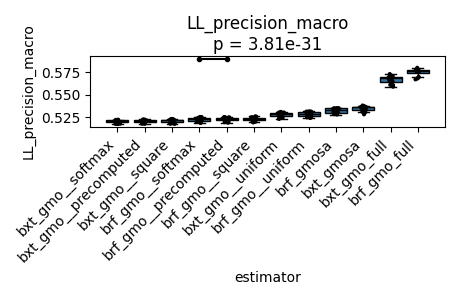 LL_precision_macro
p = 3.81e-31
LL_precision_macro
0.575
0.550
0.525
bxt_gmo__softmax
bxt_gmo__precomputed
bxt_gmo__square
brf_gmo__softmax
brf_gmo__precomputed
brf_gmo__square
bxt_gmo__uniform
brf_gmo__uniform
brf_gmosa
bxt_gmosa
bxt_gmo_full
brf_gmo_full
estimator